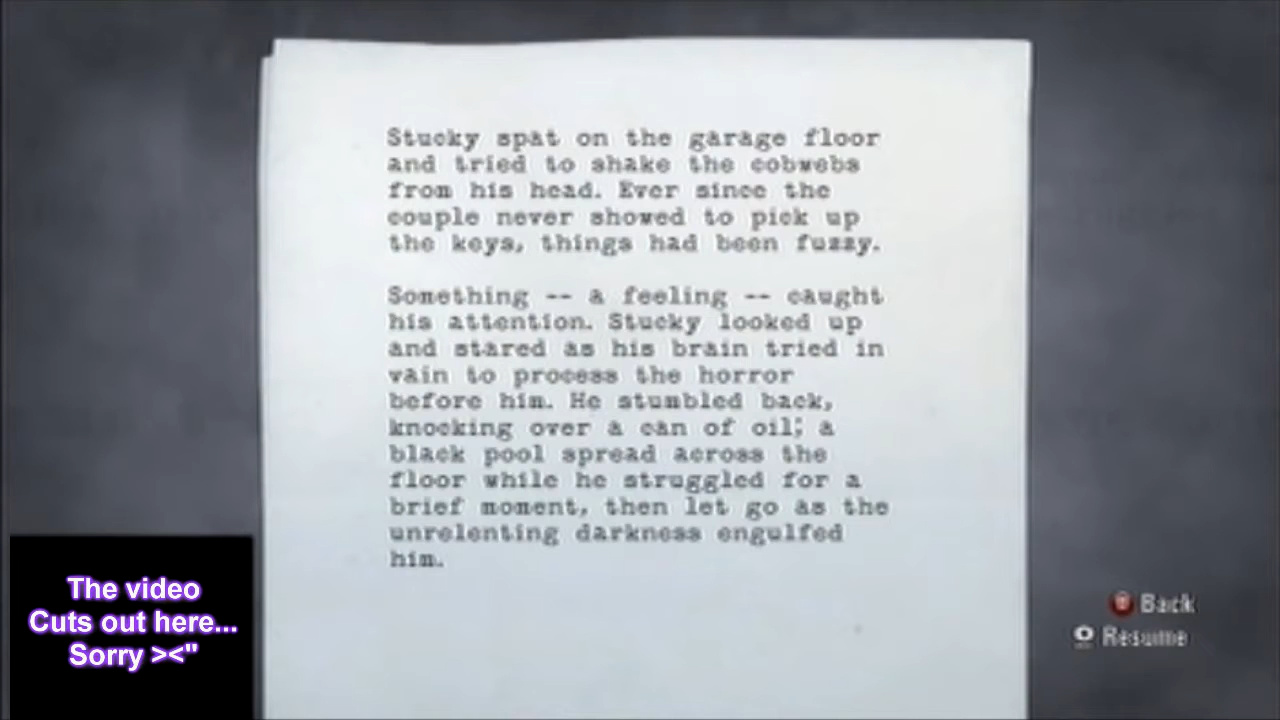 Stucky spat on the garage floor
and tried to shake the cobwebs
from his head. Ever since the
couple never showed to pick up
the keys, things had been fuzzy.
Something -- a feeling -- caught
his attention. Stucky looked up
and stared as his brain tried in
vain to process the horror
before him. He stumbled back,
knocking over a can of oil; a
black pool spread across the
floor while he struggled for a
brief moment, then let go as the
unrelenting darkness engulfed
him.
The video
Cuts out here...
Sorry ><"
Back
Resume